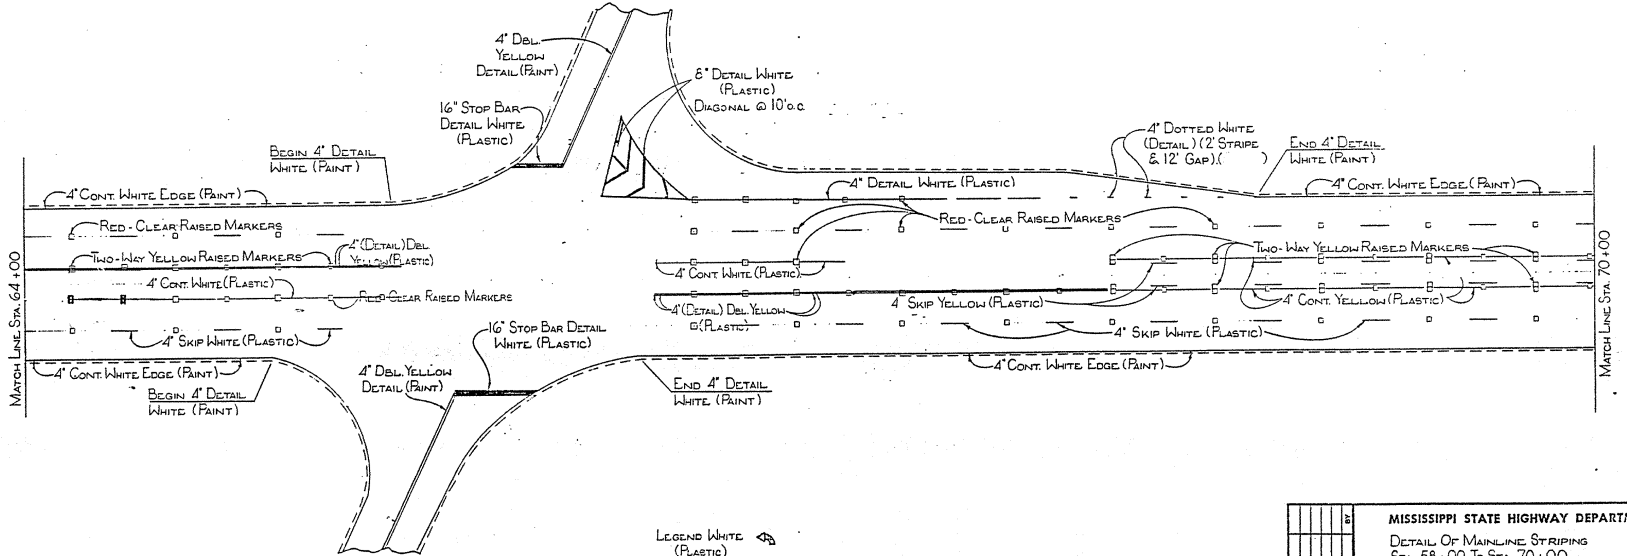 4" DBL.
YELLOW
DETAIL (PAINT)
8" DETAIL WHITE
(PLASTIC)
DIAGONAL @ 10' o.c.
16" STOP BAR
DETAIL WHITE
(PLASTIC)
BEGIN 4" DETAIL
WHITE (PAINT)
4" DOTTED WHITE
(DETAIL) (2' STRIPE
& 12' GAP) ( )
END 4" DETAIL
WHITE (PAINT)
4" CONT. WHITE EDGE (PAINT)
4" DETAIL WHITE (PLASTIC)
4" CONT. WHITE EDGE (PAINT)
RED-CLEAR RAISED MARKERS
RED-CLEAR RAISED MARKERS
TWO-WAY YELLOW RAISED MARKERS
4" (DETAIL) DBL.
YELLOW (PLASTIC)
TWO-WAY YELLOW RAISED MARKERS
4" CONT. WHITE (PLASTIC)
4" CONT. WHITE (PLASTIC)
RED-CLEAR RAISED MARKERS
4" (DETAIL) DBL. YELLOW
(PLASTIC)
4" SKIP YELLOW (PLASTIC)
4" CONT. YELLOW (PLASTIC)
4" SKIP WHITE (PLASTIC)
16" STOP BAR DETAIL
WHITE (PLASTIC)
4" SKIP WHITE (PLASTIC)
4" CONT. WHITE EDGE (PAINT)
4" DBL. YELLOW
DETAIL (PAINT)
4" CONT. WHITE EDGE (PAINT)
BEGIN 4" DETAIL
WHITE (PAINT)
END 4" DETAIL
WHITE (PAINT)
MATCH LINE STA. 64+00
MATCH LINE STA. 70+00
LEGEND WHITE
(PLASTIC)
BY
MISSISSIPPI STATE HIGHWAY DEPARTM
DETAIL OF MAINLINE STRIPING
STA. 58+00 TO STA. 70+00